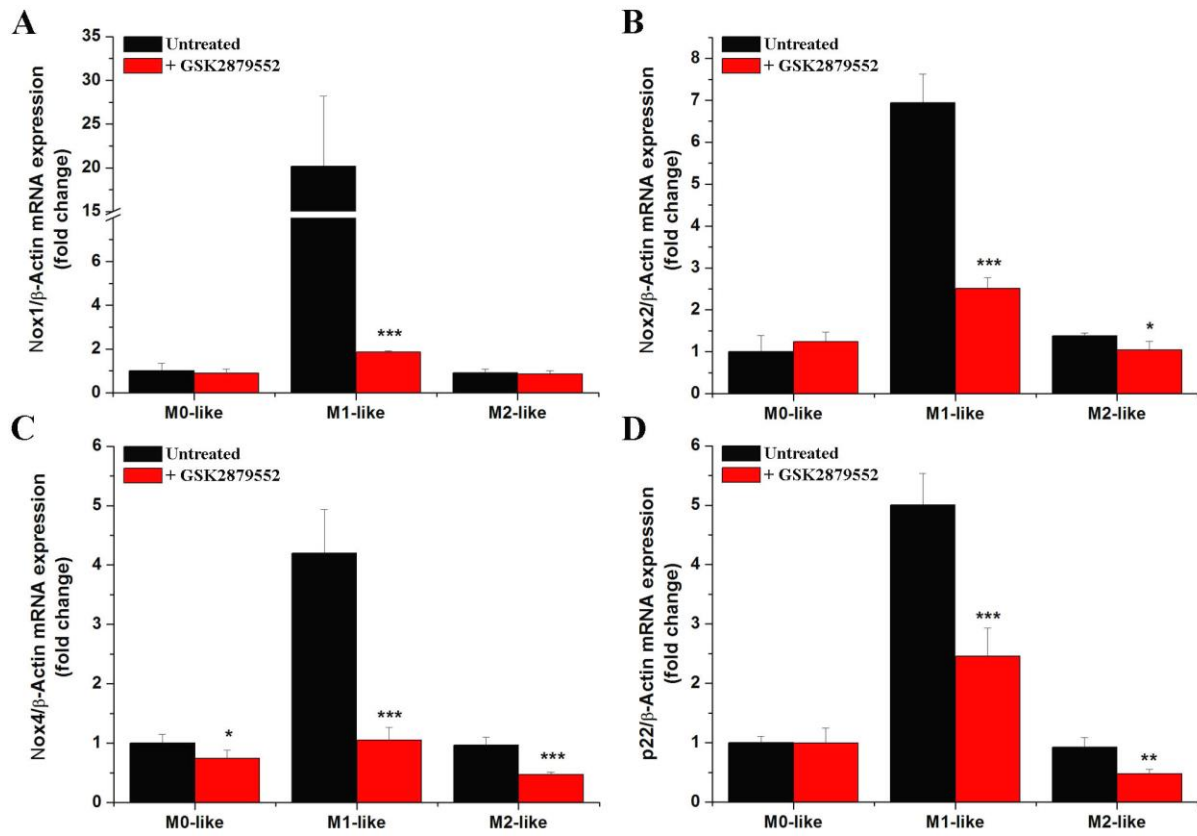 A
Untreated
+ GSK2879552
Nox1/β-Actin mRNA expression
(fold change)
35
30
25
20
15
6
4
2
0
M0-like M1-like M2-like
***
B
Untreated
+ GSK2879552
Nox2/β-Actin mRNA expression
(fold change)
8
7
6
5
4
3
2
1
0
M0-like M1-like M2-like
***
*
C
Untreated
+ GSK2879552
Nox4/β-Actin mRNA expression
(fold change)
6
5
4
3
2
1
0
M0-like M1-like M2-like
*
***
***
D
Untreated
+ GSK2879552
p22/β-Actin mRNA expression
(fold change)
6
5
4
3
2
1
0
M0-like M1-like M2-like
***
**